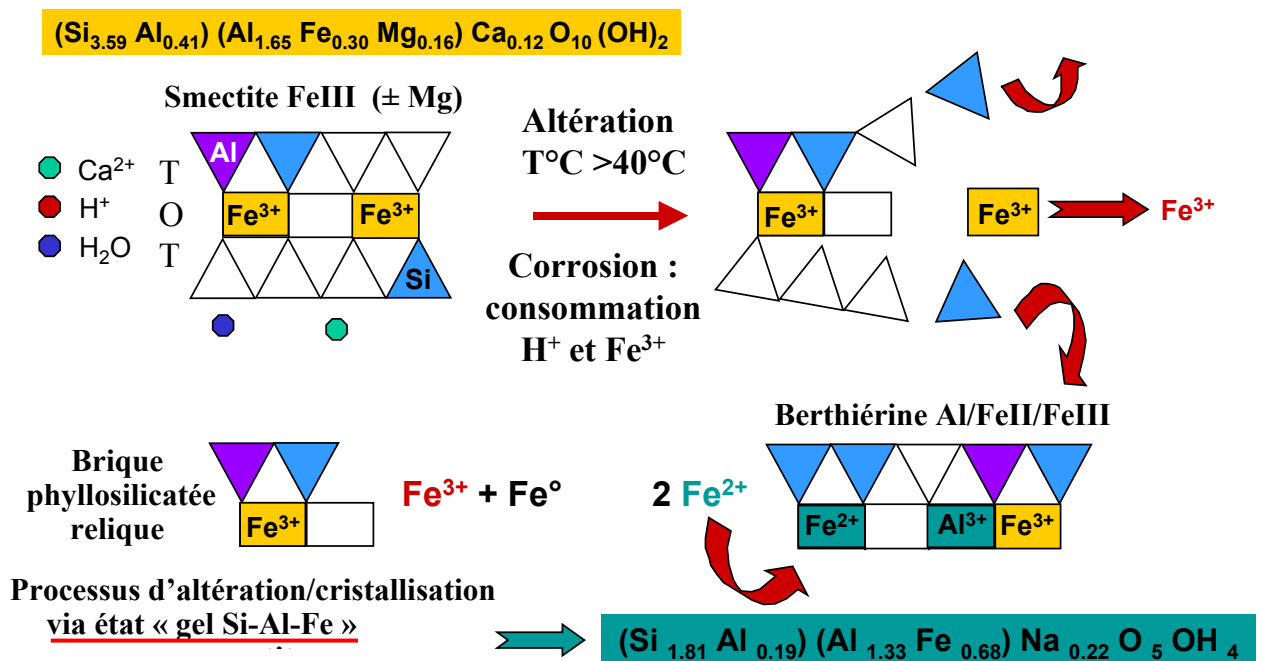 (Si3.59 Al0.41) (Al1.65 Fe0.30 Mg0.16) Ca0.12 O10 (OH)2
Smectite FeIII (± Mg)
Ca2+
H+
H2O
T
O
T
Al
Fe3+
Fe3+
Si
Altération
T°C >40°C
Corrosion :
consommation
H+ et Fe3+
Fe3+
Fe3+
Fe3+
Berthiérine Al/FeII/FeIII
Brique
phyllosilicatée
relique
Fe3+
Fe3+ + Fe°
2 Fe2+
Fe2+
Al3+
Fe3+
Processus d'altération/cristallisation
via état « gel Si-Al-Fe »
(Si 1.81 Al 0.19) (Al 1.33 Fe 0.68) Na 0.22 O 5 OH 4